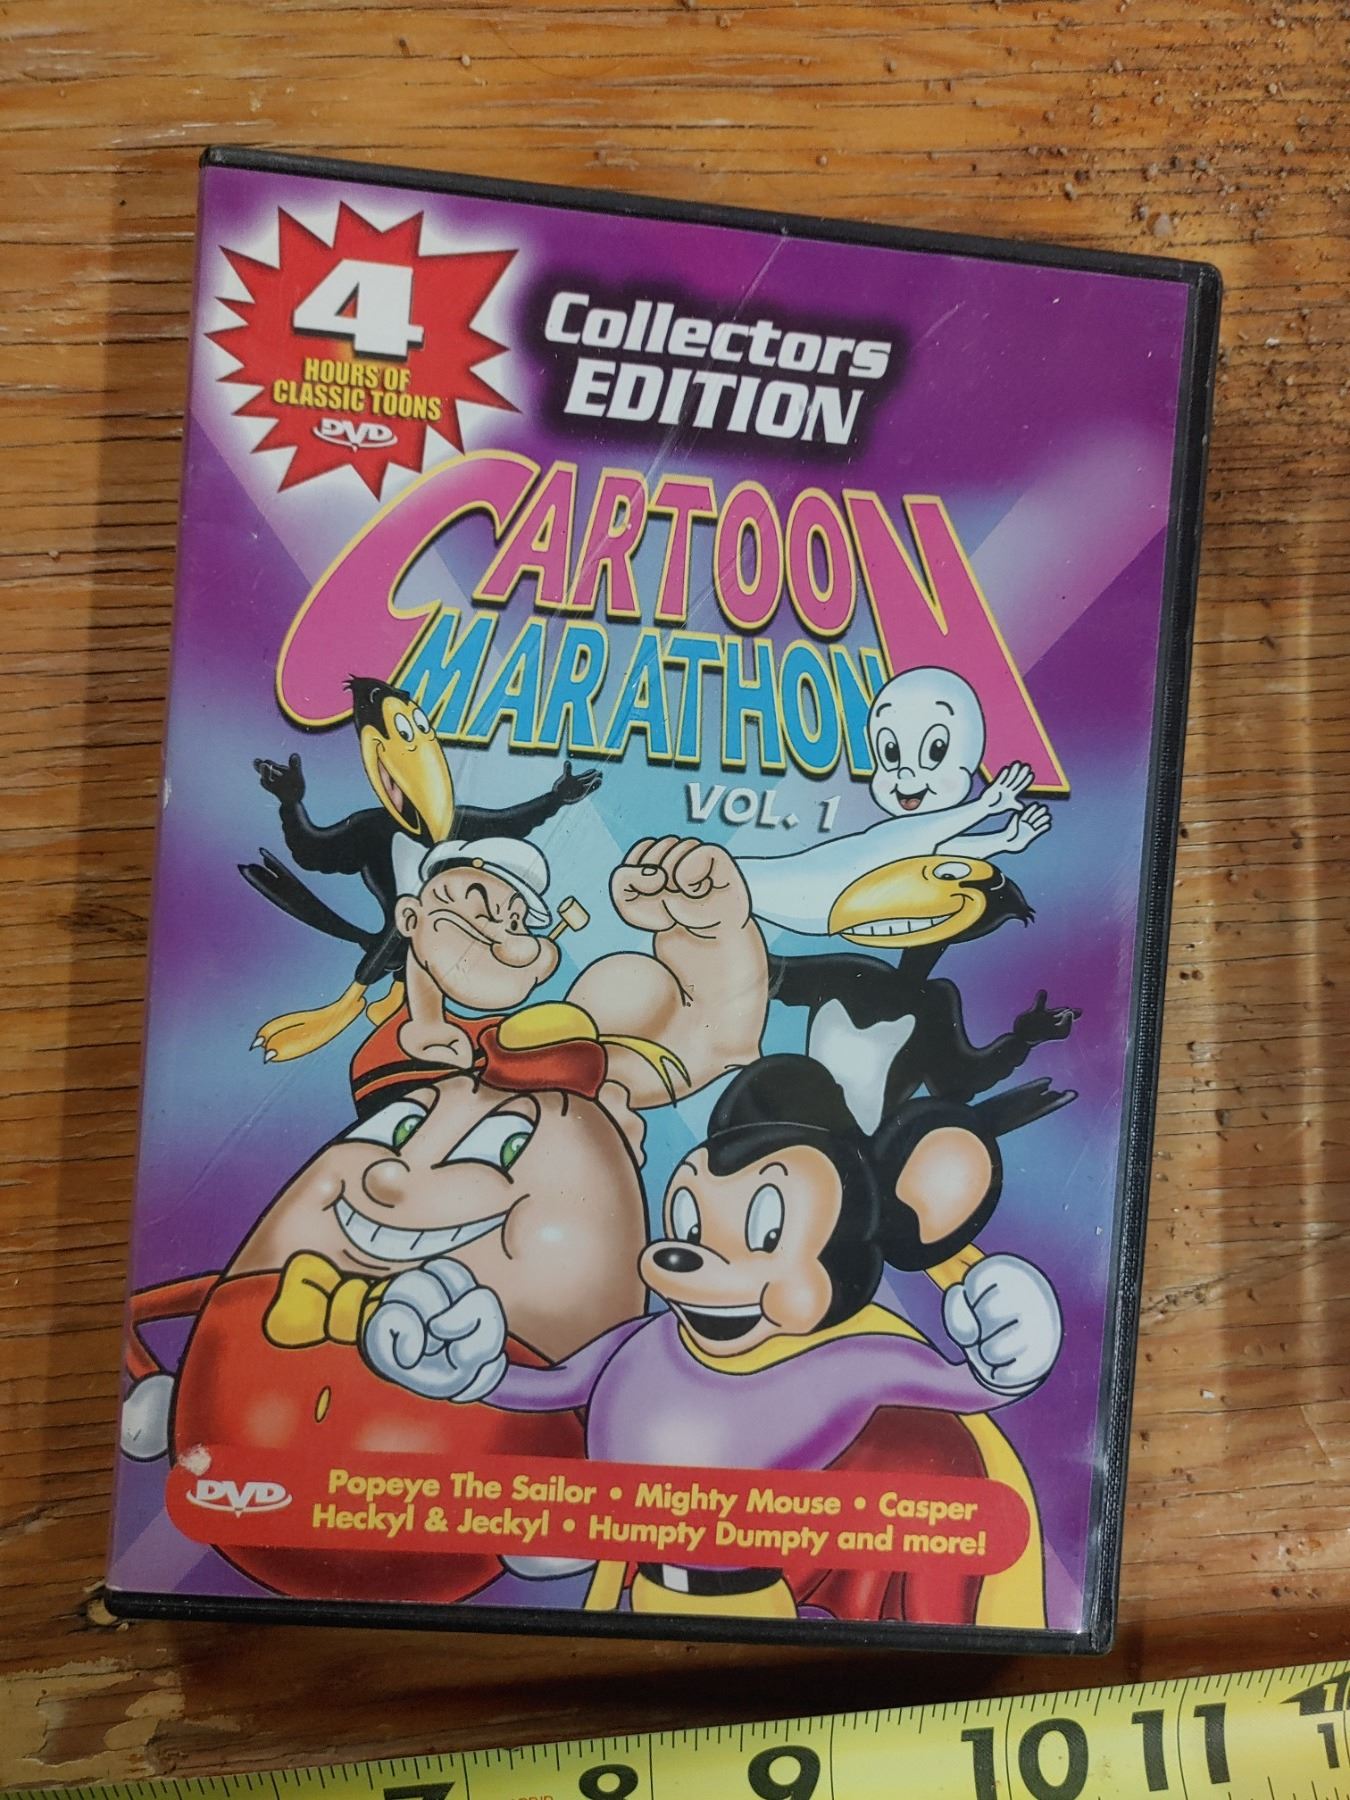 4
HOURS OF
CLASSIC TOONS
DVD
Collectors
EDITION
CARTOON
MARATHON
VOL. 1
DVD
Popeye The Sailor • Mighty Mouse • Casper
Heckyl & Jeckyl • Humpty Dumpty and more!
7 8 9 10 11